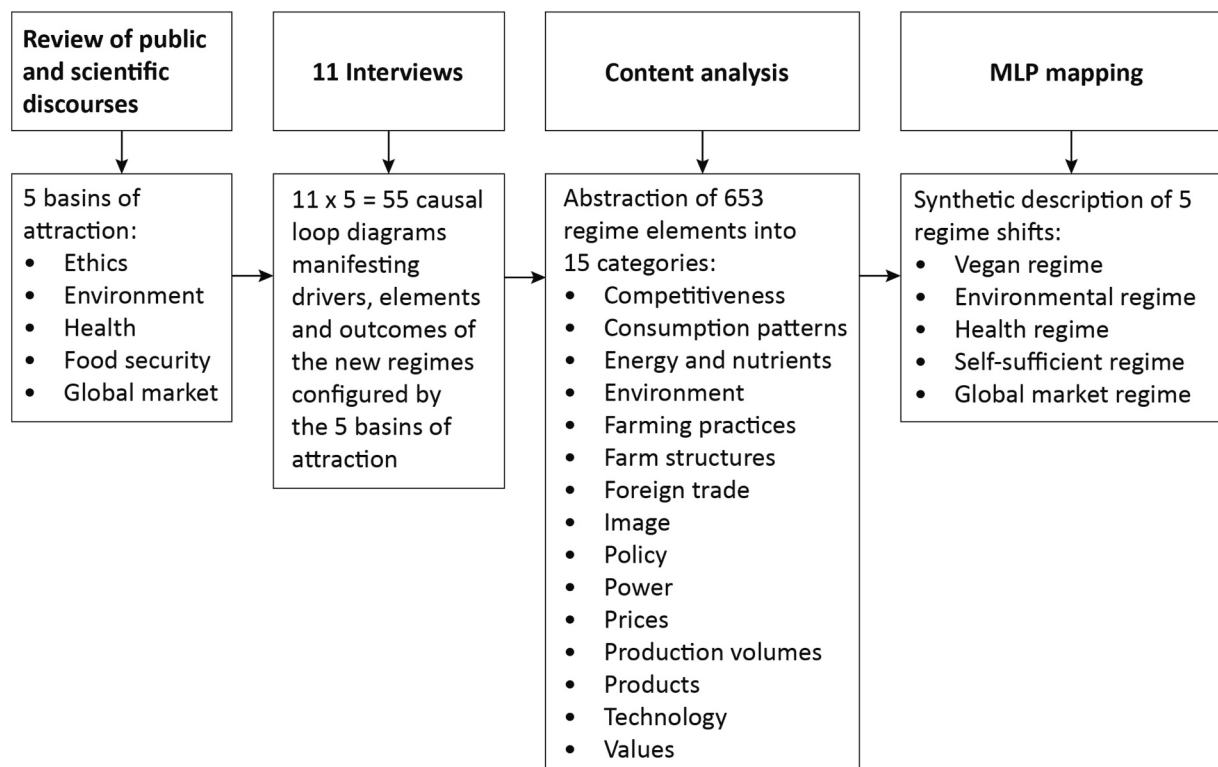 Review of public
and scientific
discourses
11 Interviews
Content analysis
MLP mapping
5 basins of
attraction:
• Ethics
• Environment
• Health
• Food security
• Global market
11 x 5 = 55 causal
loop diagrams
manifesting
drivers, elements
and outcomes of
the new regimes
configured by
the 5 basins of
attraction
Abstraction of 653
regime elements into
15 categories:
• Competitiveness
• Consumption patterns
• Energy and nutrients
• Environment
• Farming practices
• Farm structures
• Foreign trade
• Image
• Policy
• Power
• Prices
• Production volumes
• Products
• Technology
• Values
Synthetic description of 5
regime shifts:
• Vegan regime
• Environmental regime
• Health regime
• Self-sufficient regime
• Global market regime